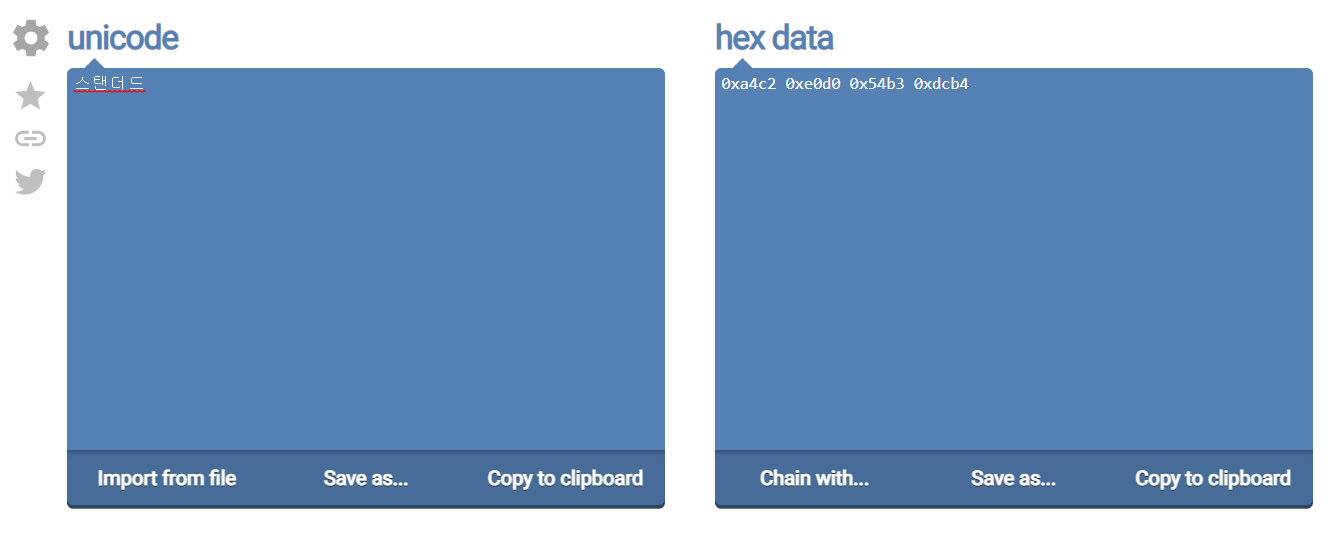 unicode
hex data
스탠더드
0xa4c2 0xe0d0 0x54b3 0xdcb4
Import from file
Save as...
Copy to clipboard
Chain with...
Save as...
Copy to clipboard